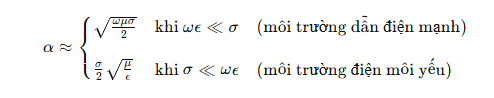 α ≈ { √(ωμσ/2) khi ωϵ ≪ σ (môi trường dẫn điện mạnh)
σ/2 √(μ/ϵ) khi σ ≪ ωϵ (môi trường điện môi yếu)